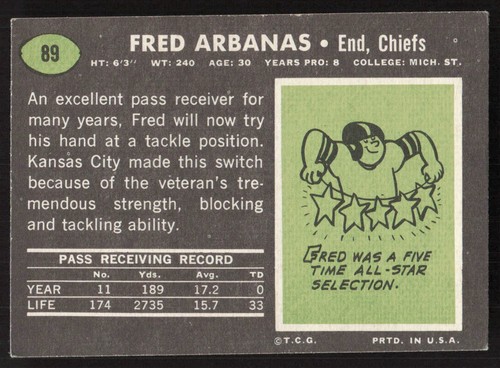 89
FRED ARBANAS • End, Chiefs
HT: 6'3" WT: 240 AGE: 30 YEARS PRO: 8 COLLEGE: MICH. ST.
An excellent pass receiver for
many years, Fred will now try
his hand at a tackle position.
Kansas City made this switch
because of the veteran's tre-
mendous strength, blocking
and tackling ability.
PASS RECEIVING RECORD
No. Yds. Avg. TD
YEAR 11 189 17.2 0
LIFE 174 2735 15.7 33
FRED WAS A FIVE
TIME ALL-STAR
SELECTION.
©T.C.G. PRTD. IN U.S.A.